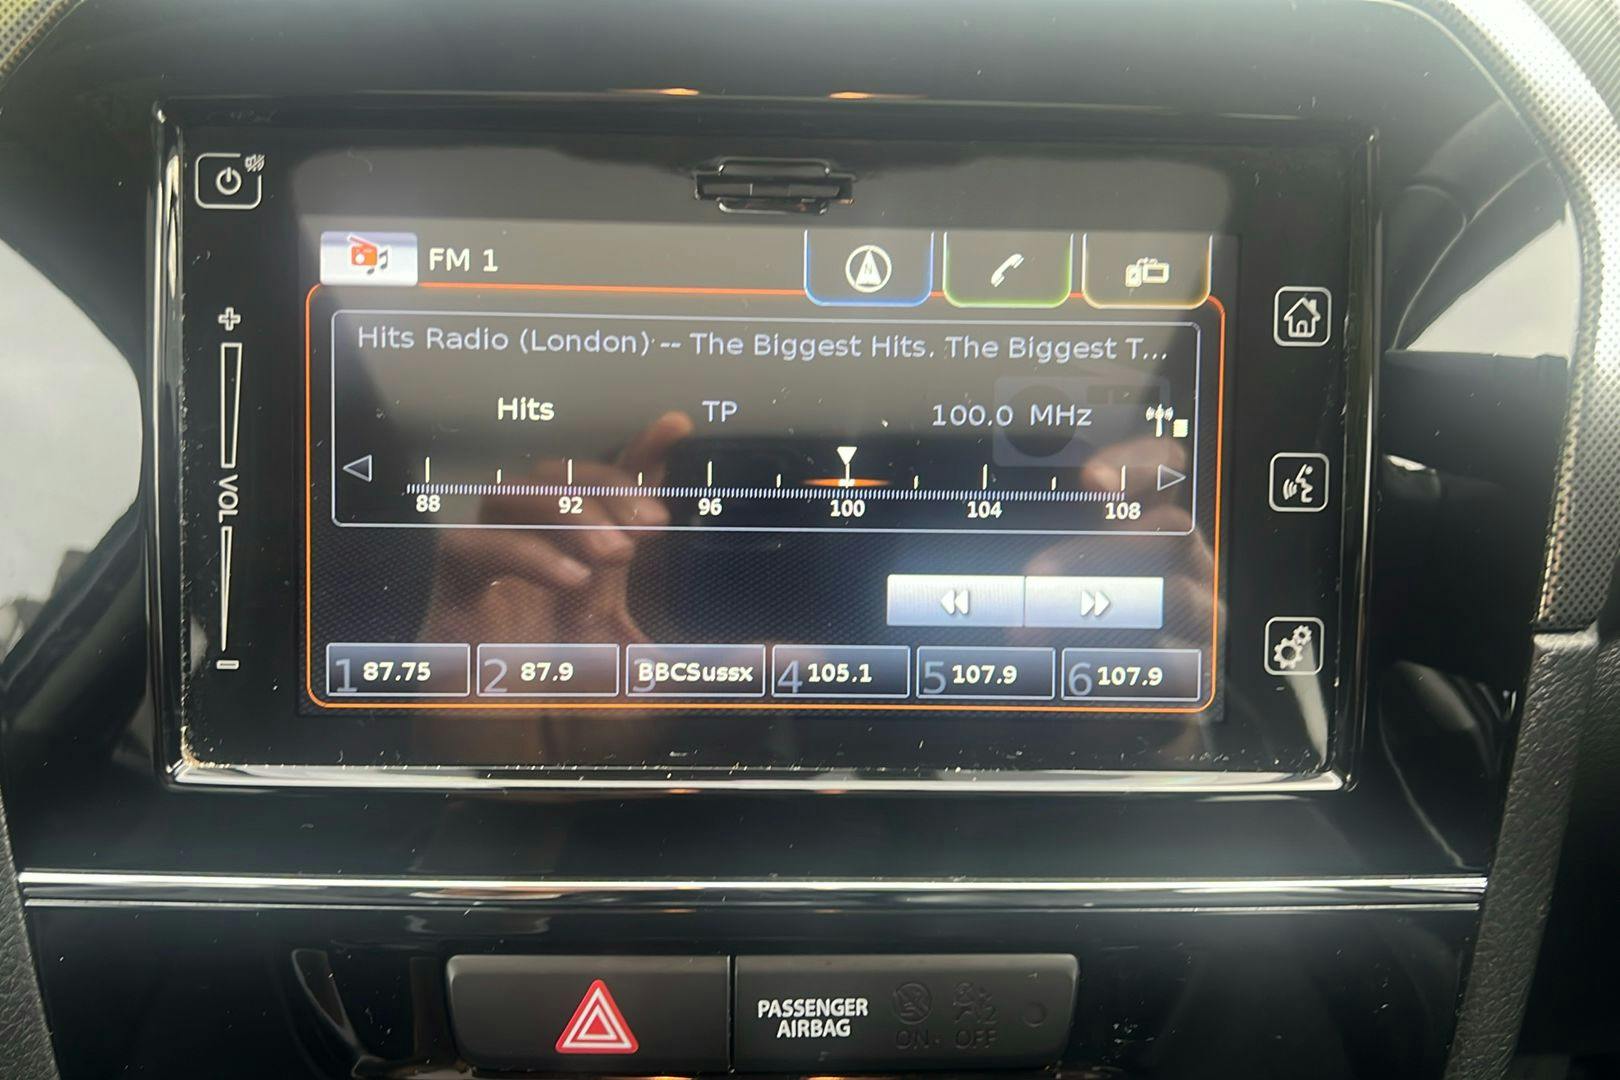 FM 1
Hits Radio (London) -- The Biggest Hits. The Biggest T...
Hits TP 100.0 MHz
88 92 96 100 104 108
VOL
1 87.75 2 87.9 3 BBCSussx 4 105.1 5 107.9 6 107.9
PASSENGER
AIRBAG
ON OFF